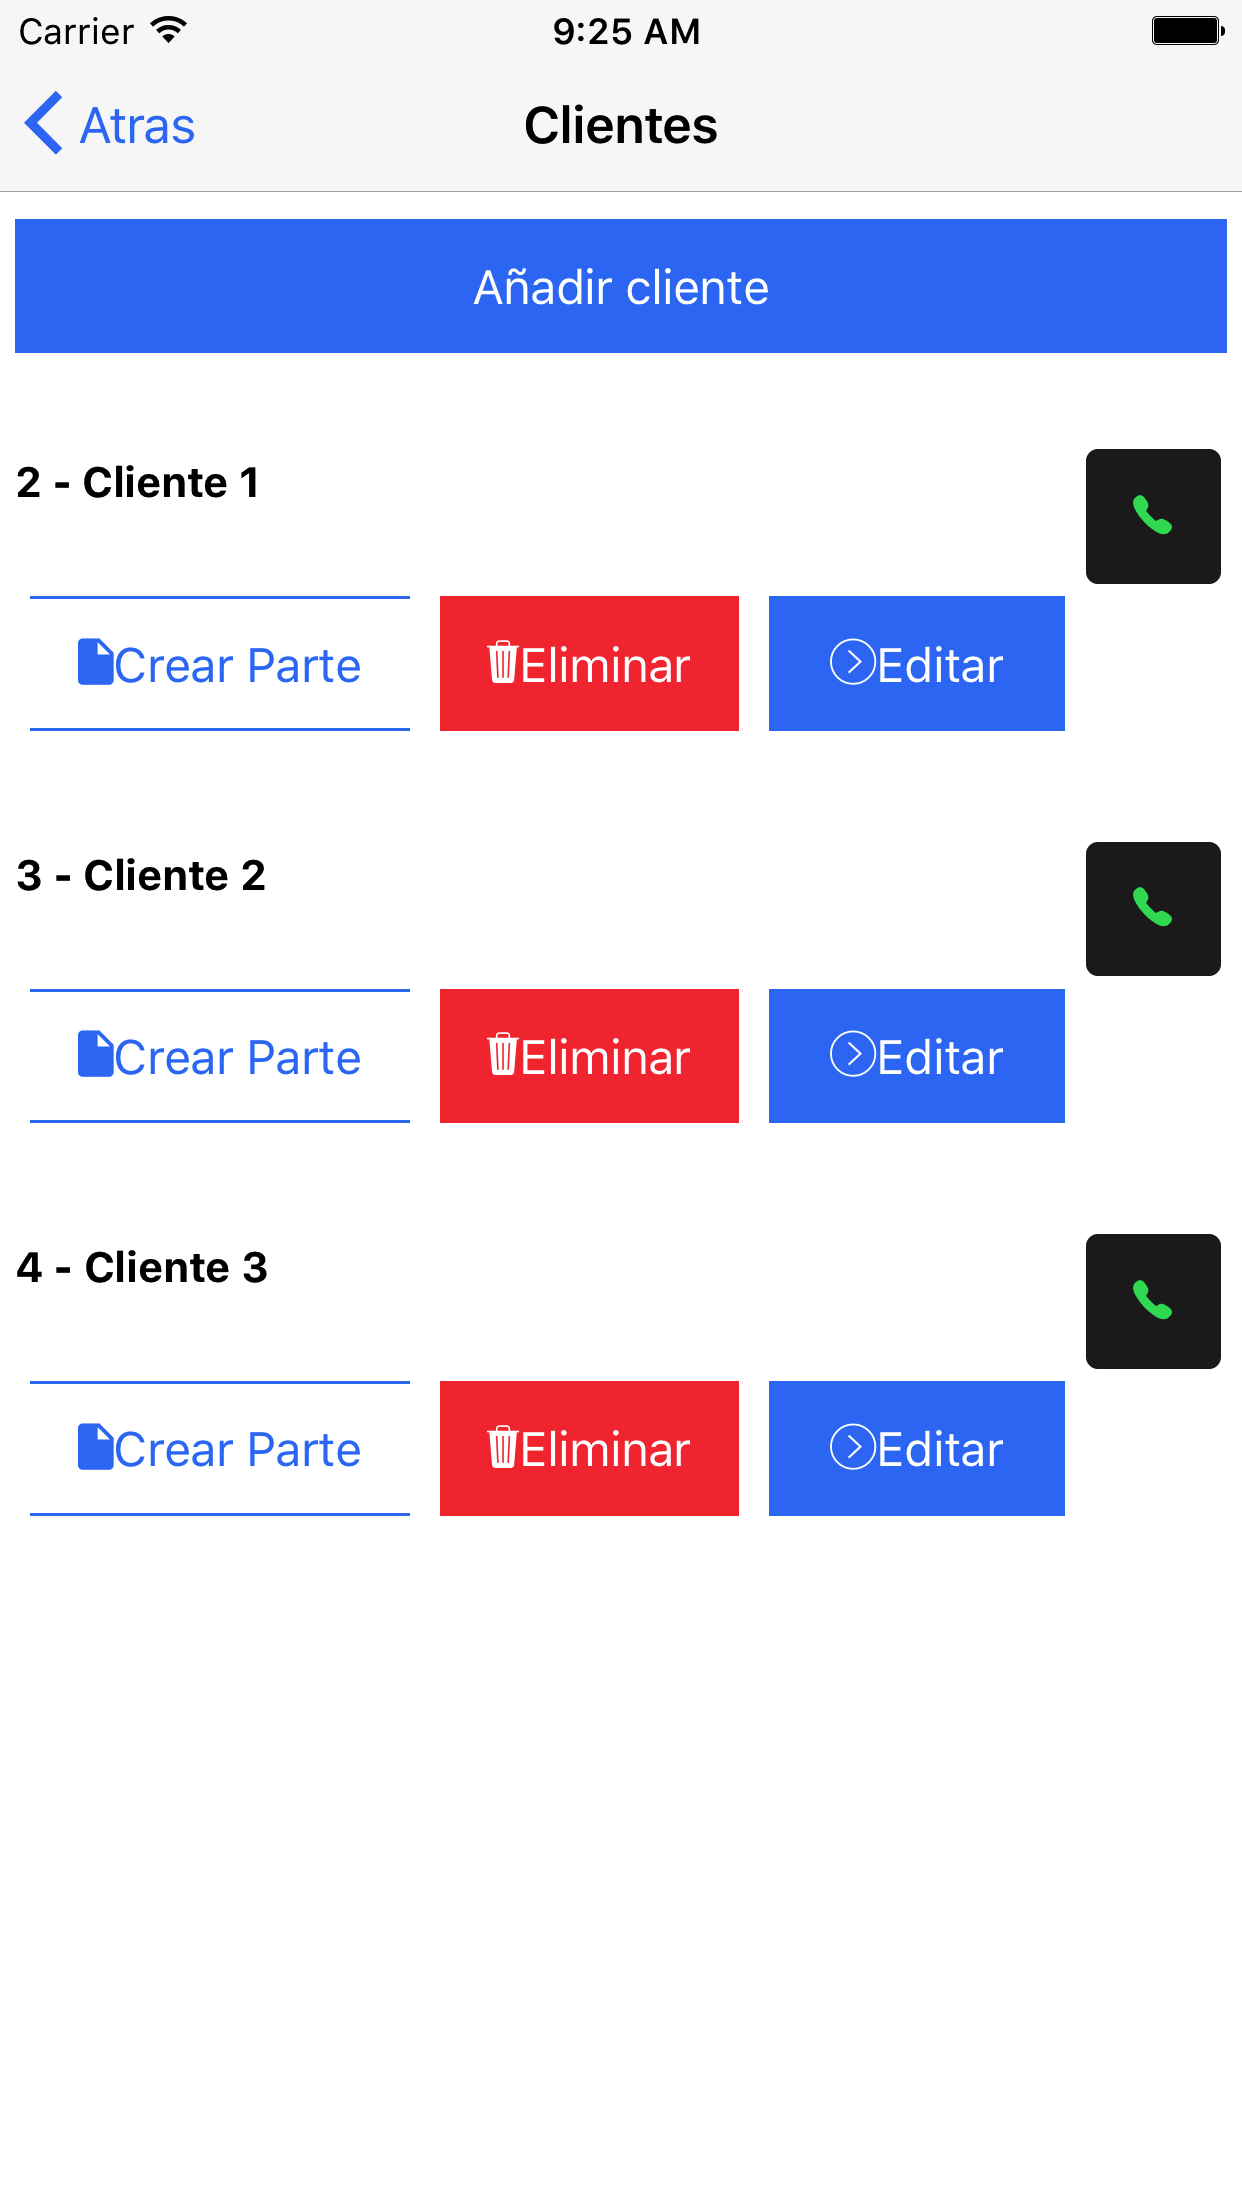 Carrier 9:25 AM
Atras Clientes
Añadir cliente
2 - Cliente 1
Crear Parte Eliminar Editar
3 - Cliente 2
Crear Parte Eliminar Editar
4 - Cliente 3
Crear Parte Eliminar Editar